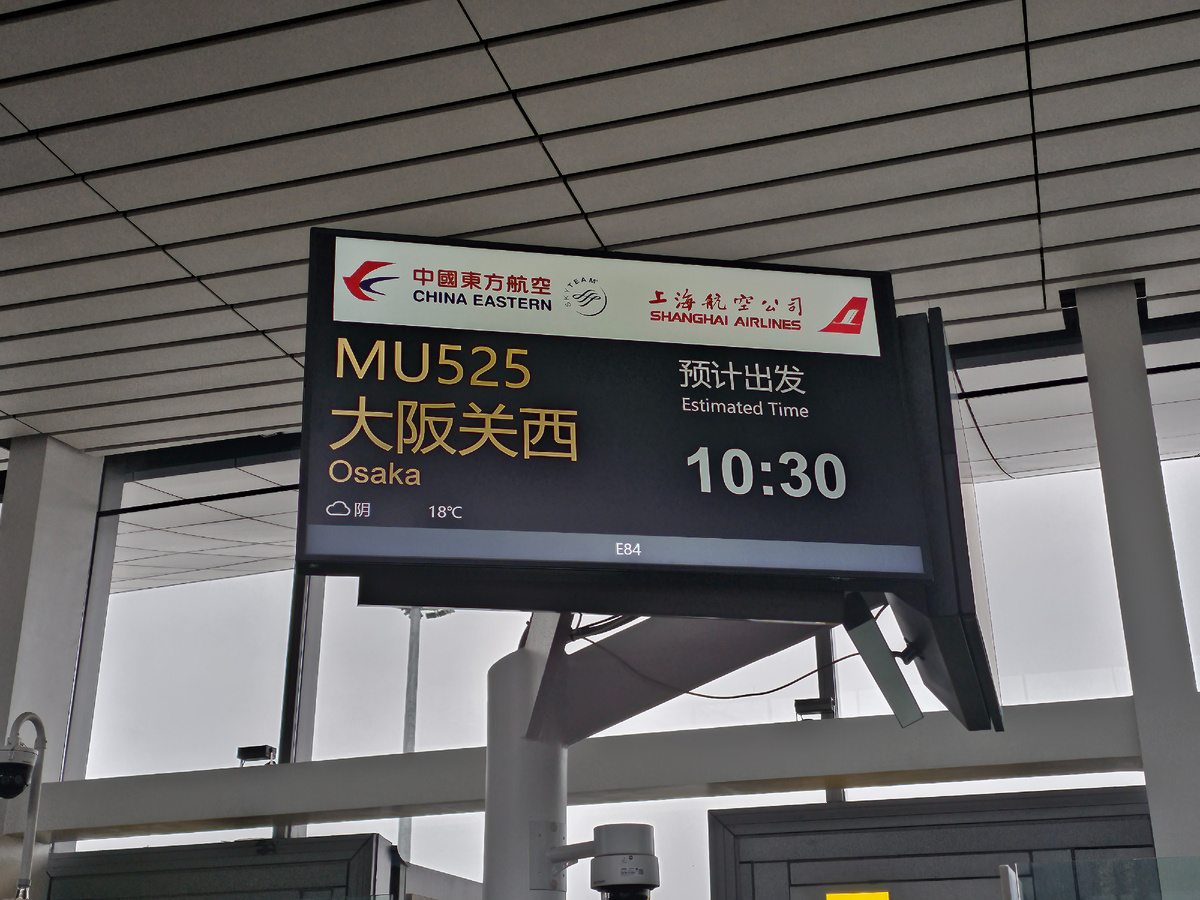 中國東方航空
CHINA EASTERN
SKYTEAM
上海航空公司
SHANGHAI AIRLINES
MU525
大阪关西
Osaka
阴 18℃
预计出发
Estimated Time
10:30
E84